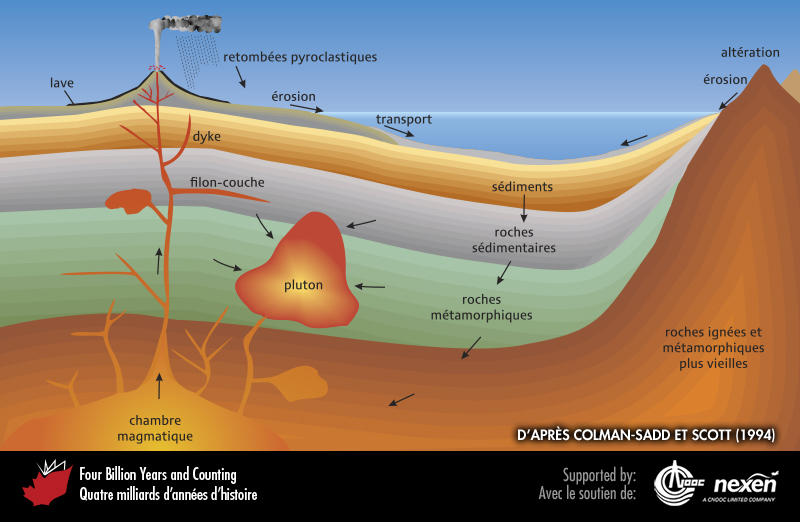 altération
retombées pyroclastiques
lave
érosion
érosion
transport
dyke
filon-couche
sédiments
roches
sédimentaires
pluton
roches
métamorphiques
roches ignées et
métamorphiques
plus vieilles
chambre
magmatique
D'APRÈS COLMAN-SADD ET SCOTT (1994)
Four Billion Years and Counting
Quatre milliards d'années d'histoire
Supported by:
Avec le soutien de:
CNOOC
nexen
A CNOOC LIMITED COMPANY